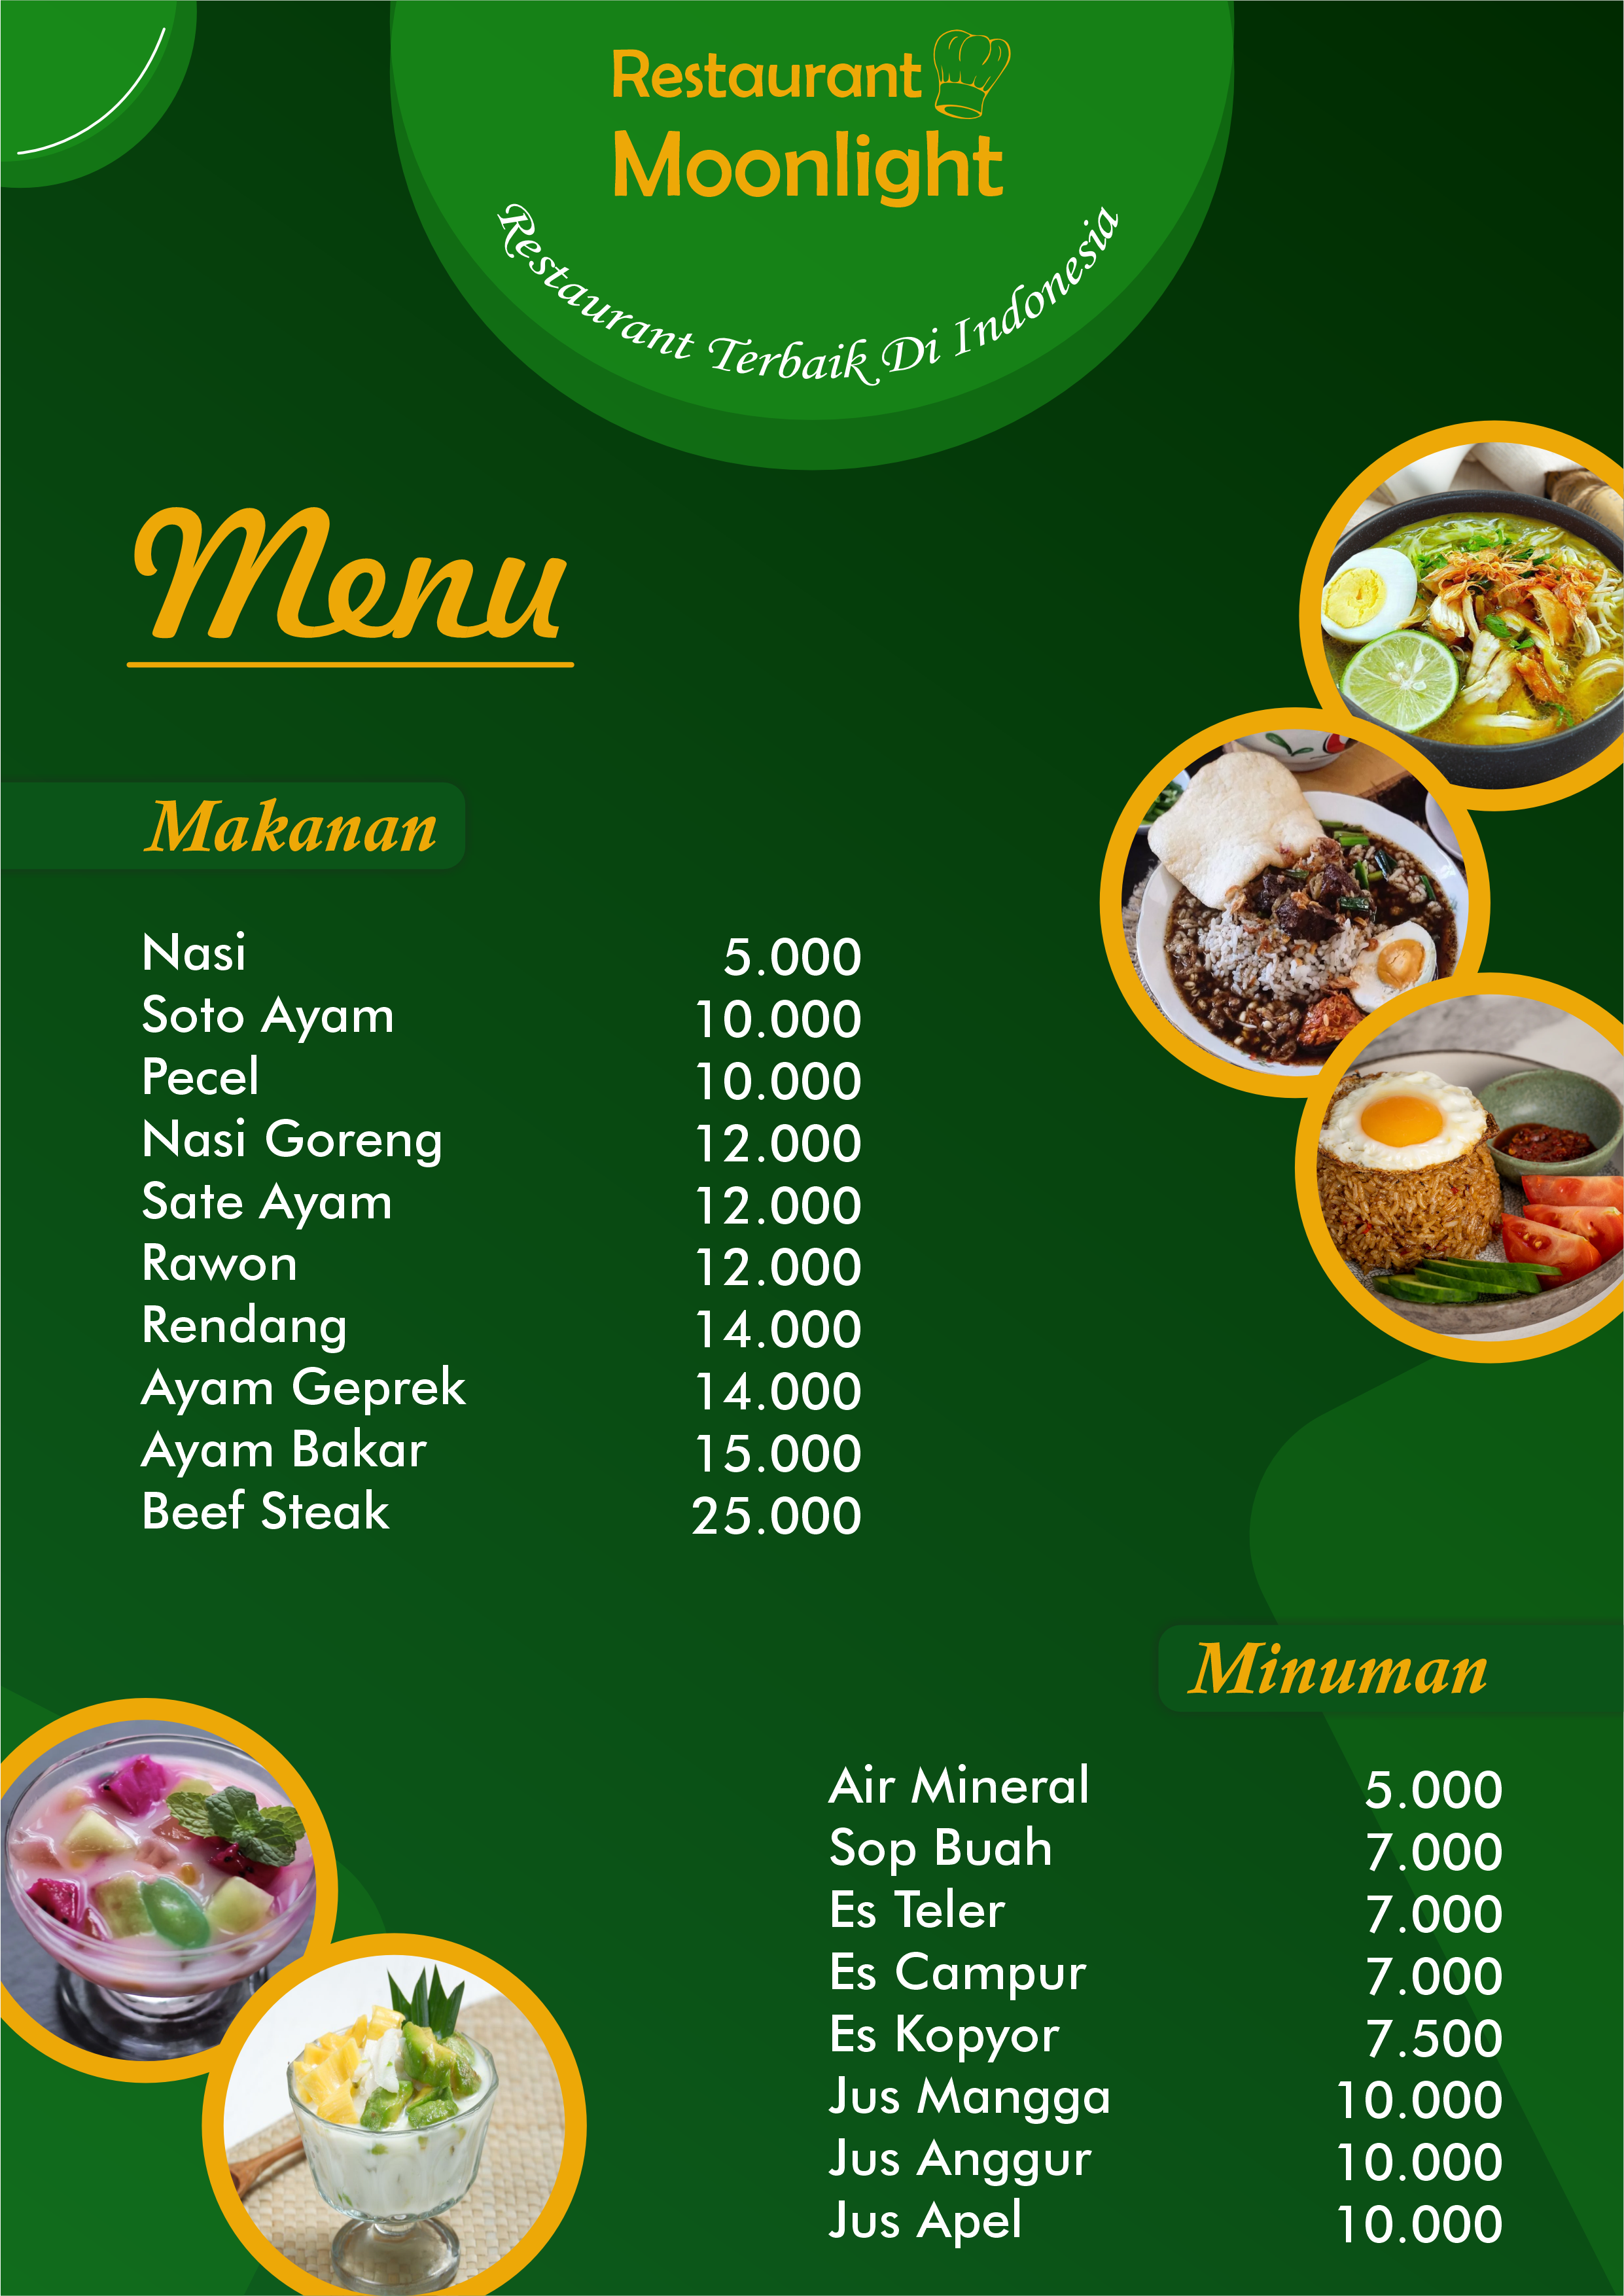 Restaurant
Moonlight
Restaurant Terbaik Di Indonesia
Menu
Makanan
Nasi 5.000
Soto Ayam 10.000
Pecel 10.000
Nasi Goreng 12.000
Sate Ayam 12.000
Rawon 12.000
Rendang 14.000
Ayam Geprek 14.000
Ayam Bakar 15.000
Beef Steak 25.000
Minuman
Air Mineral 5.000
Sop Buah 7.000
Es Teler 7.000
Es Campur 7.000
Es Kopyor 7.500
Jus Mangga 10.000
Jus Anggur 10.000
Jus Apel 10.000